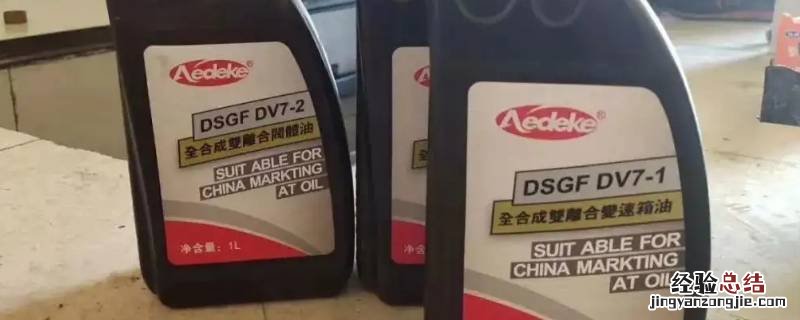 Aedeke®
DSGF DV7-2
全合成雙離合閥體油
SUIT ABLE FOR
CHINA MARKTING
AT OIL
净含量: 1L
Aedeke®
DSGF DV7-1
全合成雙離合變速箱油
SUIT ABLE FOR
CHINA MARKTING
AT OIL
经验总结
jingyanzongjie.com